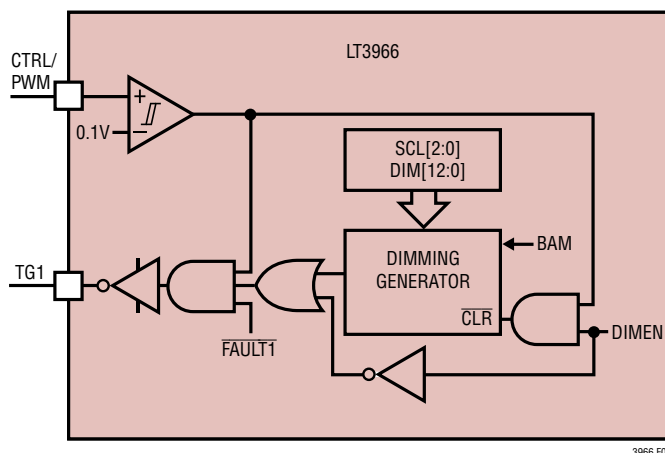 LT3966
CTRL/
PWM
+
0.1V
−
SCL[2:0]
DIM[12:0]
BAM
DIMMING
GENERATOR
TG1
CLR
DIMEN
FAULT1